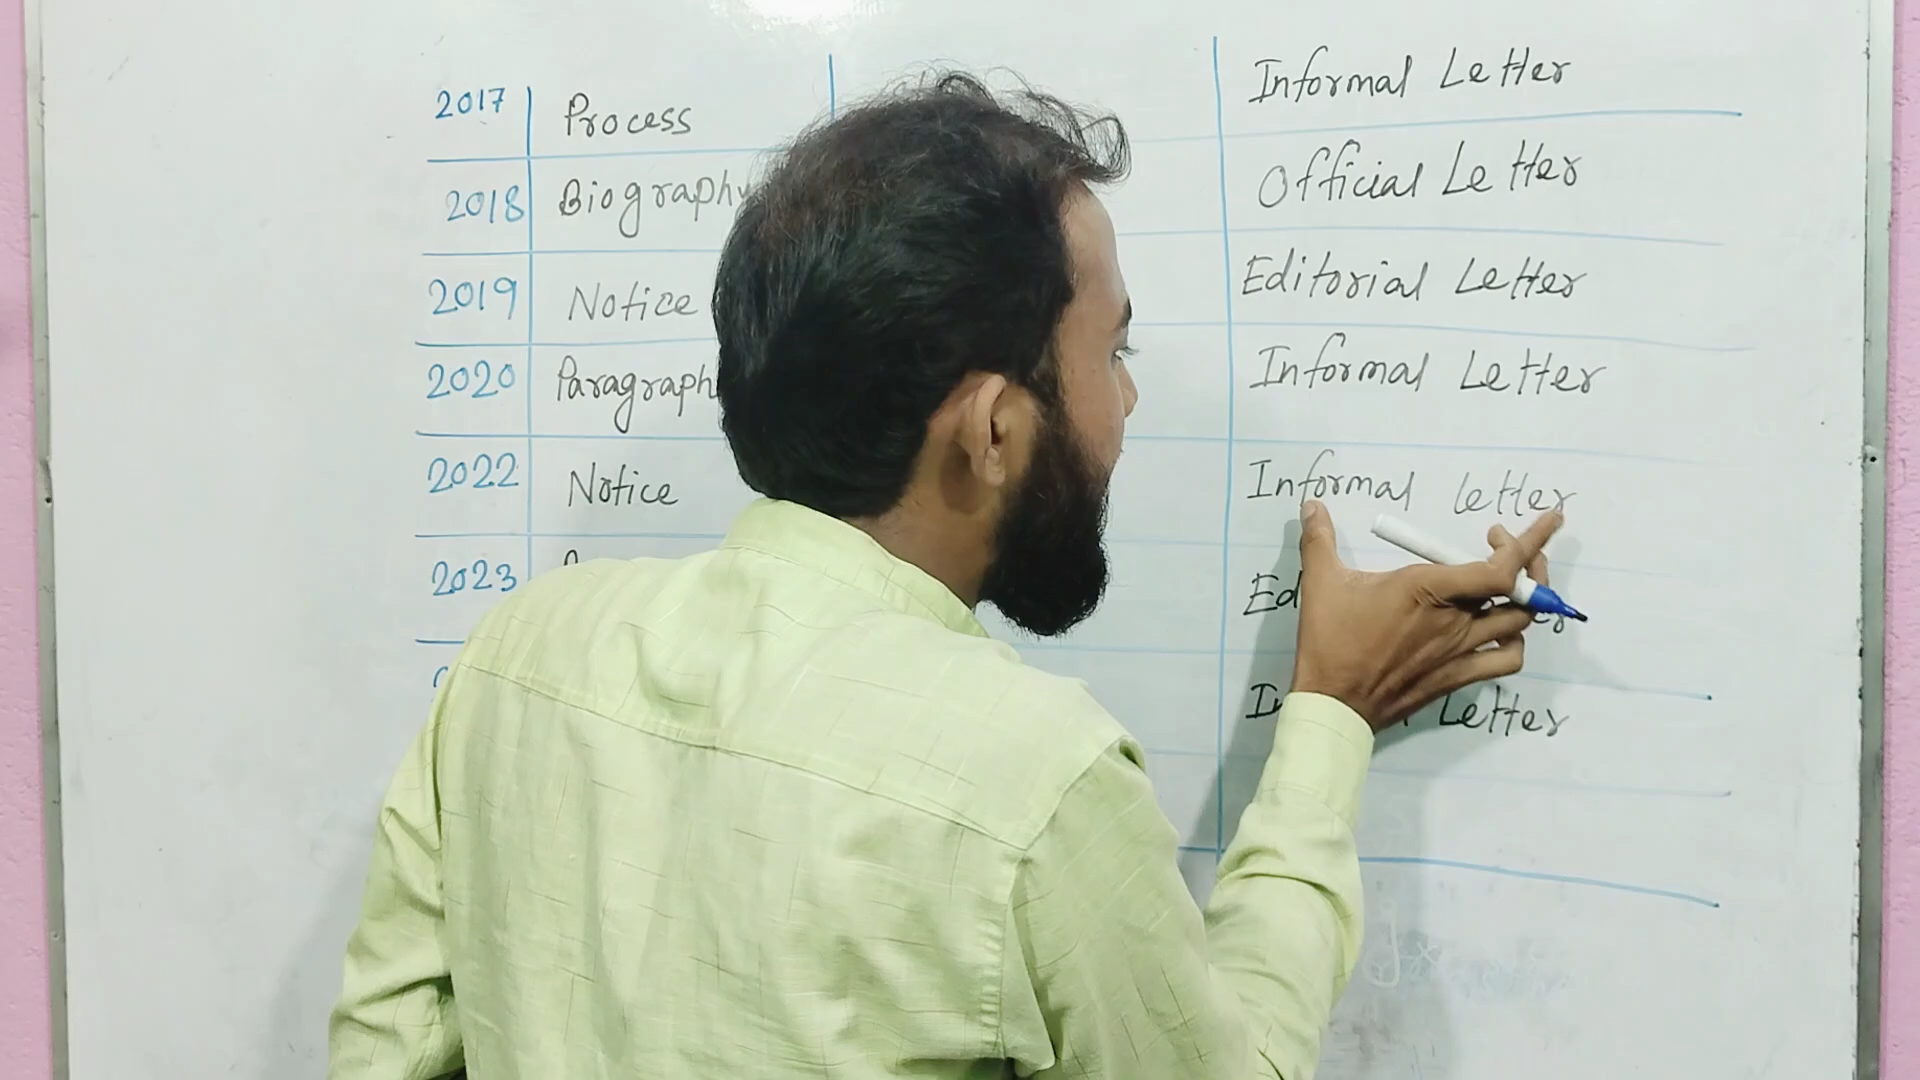 2017 Process Informal Letter
2018 Biography Official Letter
2019 Notice Editorial Letter
2020 Paragraph Informal Letter
2022 Notice Informal letter
2023
Letter